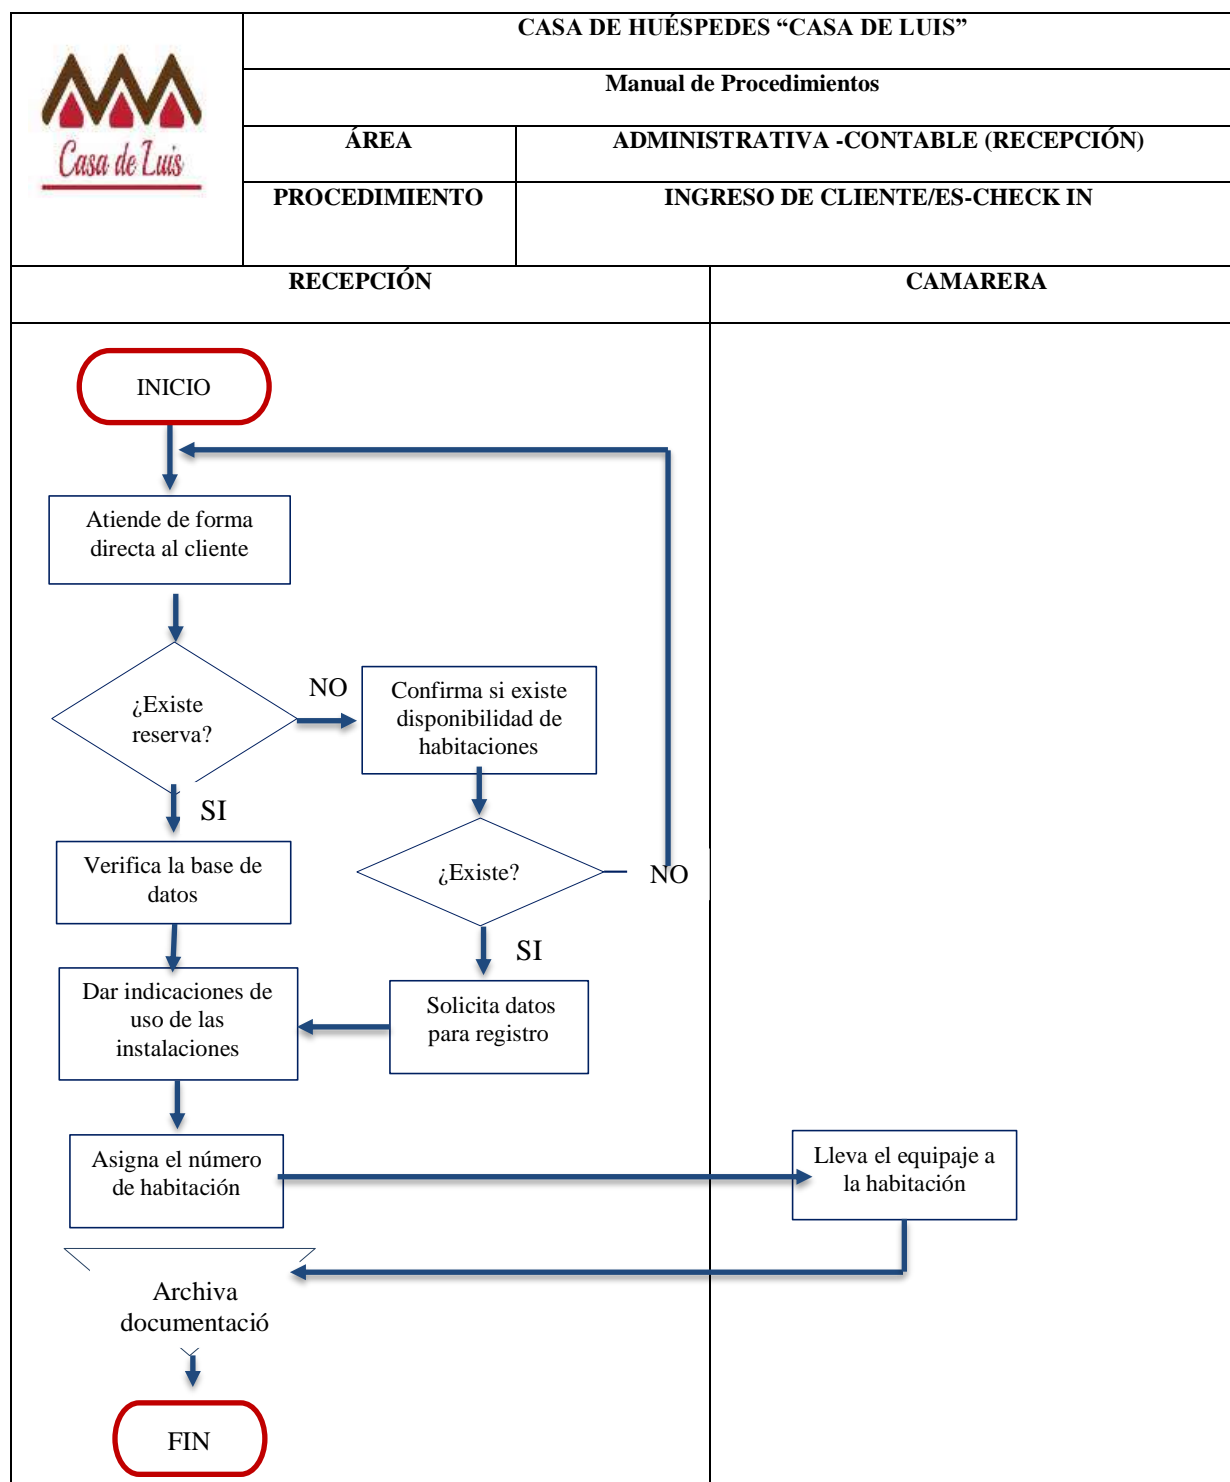 CASA DE HUÉSPEDES “CASA DE LUIS”
Manual de Procedimientos
Casa de Luis
ÁREA
ADMINISTRATIVA -CONTABLE (RECEPCIÓN)
PROCEDIMIENTO
INGRESO DE CLIENTE/ES-CHECK IN
RECEPCIÓN
CAMARERA
INICIO
Atiende de forma
directa al cliente
¿Existe
reserva?
NO
Confirma si existe
disponibilidad de
habitaciones
SI
Verifica la base de
datos
¿Existe?
NO
SI
Dar indicaciones de
uso de las
instalaciones
Solicita datos
para registro
Asigna el número
de habitación
Lleva el equipaje a
la habitación
Archiva
documentació
FIN